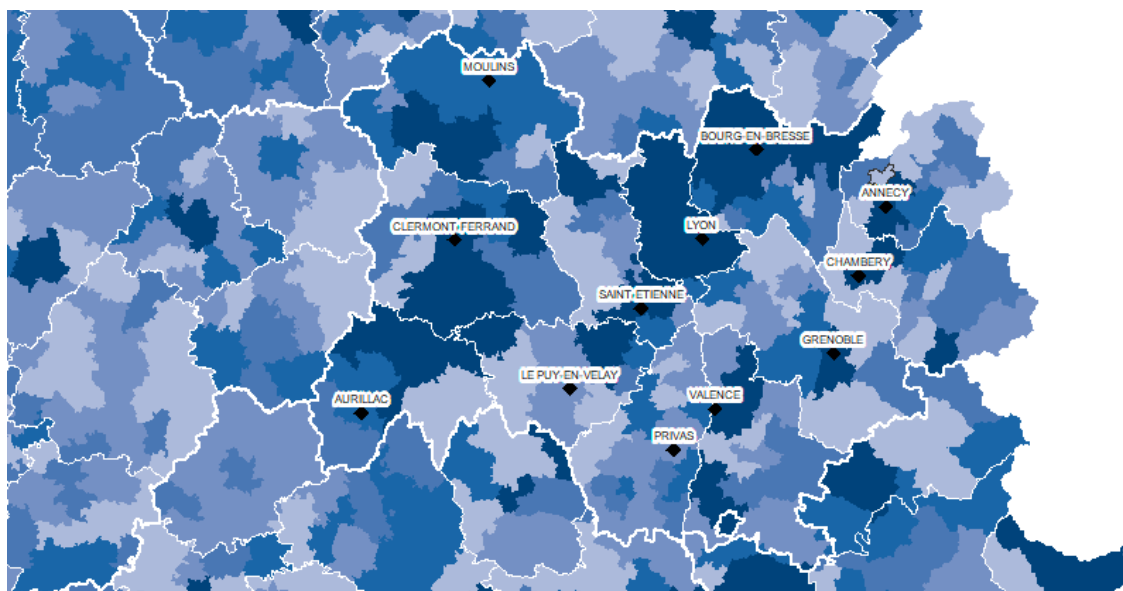 MOULINS
BOURG-EN-BRESSE
ANNECY
CLERMONT-FERRAND
LYON
CHAMBERY
SAINT-ETIENNE
GRENOBLE
LE PUY-EN-VELAY
AURILLAC
VALENCE
PRIVAS